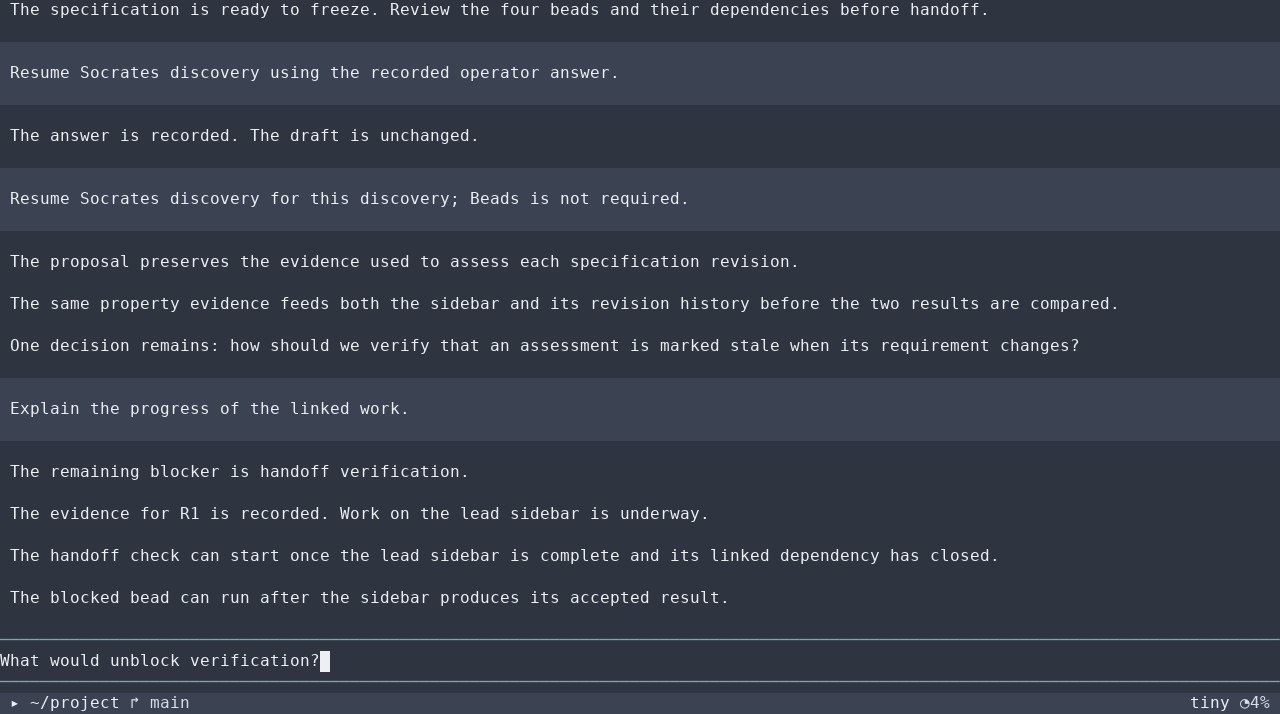 The specification is ready to freeze. Review the four beads and their dependencies before handoff.
Resume Socrates discovery using the recorded operator answer.
The answer is recorded. The draft is unchanged.
Resume Socrates discovery for this discovery; Beads is not required.
The proposal preserves the evidence used to assess each specification revision.
The same property evidence feeds both the sidebar and its revision history before the two results are compared.
One decision remains: how should we verify that an assessment is marked stale when its requirement changes?
Explain the progress of the linked work.
The remaining blocker is handoff verification.
The evidence for R1 is recorded. Work on the lead sidebar is underway.
The handoff check can start once the lead sidebar is complete and its linked dependency has closed.
The blocked bead can run after the sidebar produces its accepted result.
What would unblock verification?
▸ ~/project ↱ main tiny ◔4%